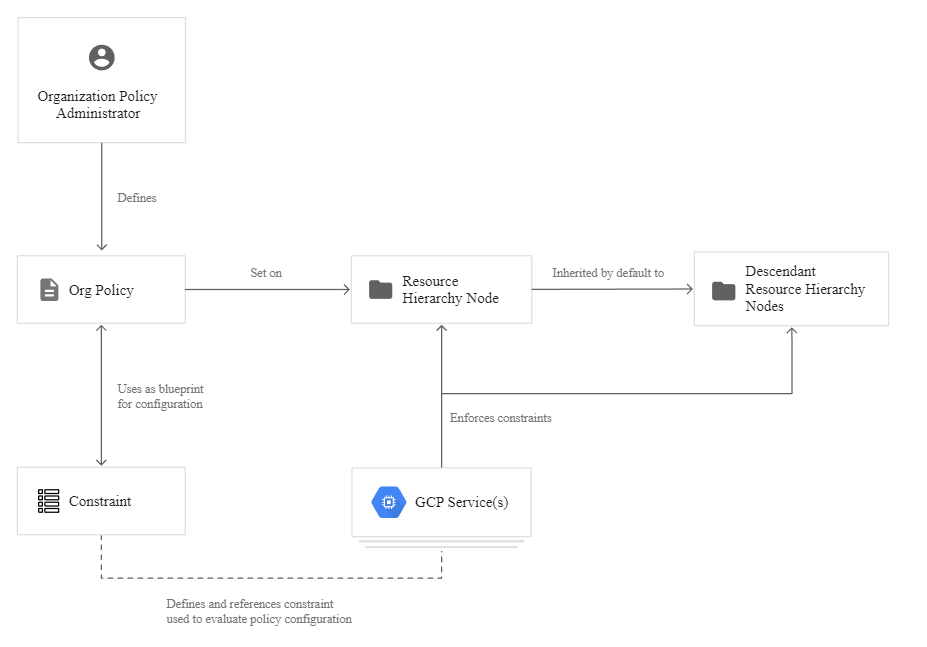 Organization Policy
Administrator
Defines
Org Policy
Set on
Resource
Hierarchy Node
Inherited by default to
Descendant
Resource Hierarchy
Nodes
Uses as blueprint
for configuration
Enforces constraints
Constraint
GCP Service(s)
Defines and references constraint
used to evaluate policy configuration